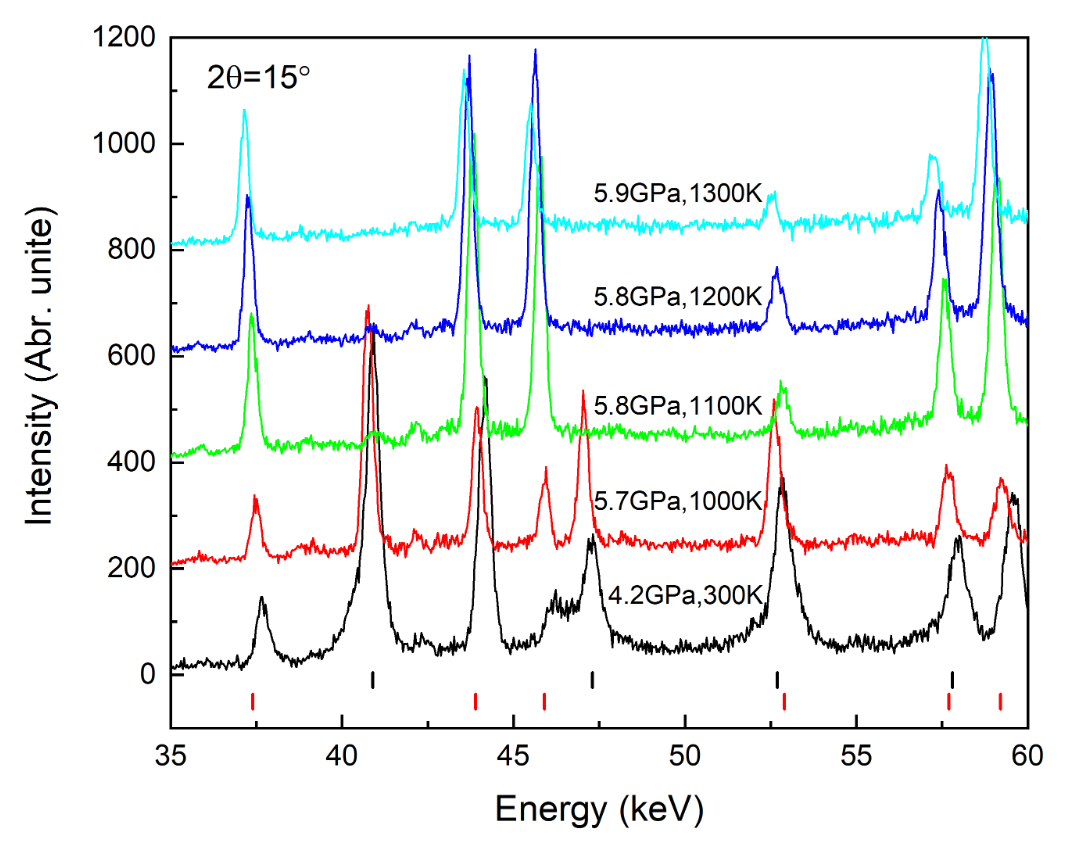 2θ=15°
1200
1000
800
600
400
200
0
Intensity (Abr. unite)
5.9GPa,1300K
5.8GPa,1200K
5.8GPa,1100K
5.7GPa,1000K
4.2GPa,300K
35 40 45 50 55 60
Energy (keV)